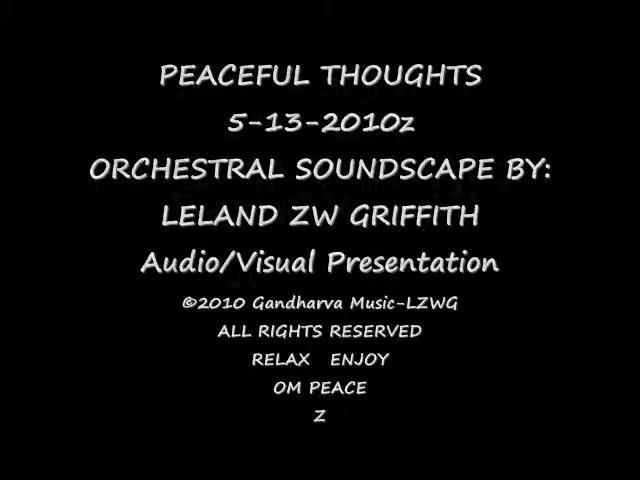 PEACEFUL THOUGHTS
5-13-2010z
ORCHESTRAL SOUNDSCAPE BY:
LELAND ZW GRIFFITH
Audio/Visual Presentation
©2010 Gandharva Music-LZWG
ALL RIGHTS RESERVED
RELAX ENJOY
OM PEACE
Z